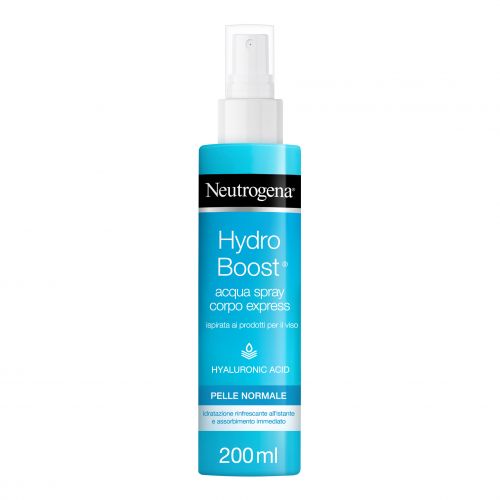 Neutrogena®
Hydro
Boost®
acqua spray
corpo express
ispirata ai prodotti per il viso
HYALURONIC ACID
PELLE NORMALE
idratazione rinfrescante all'istante
e assorbimento immediato
200ml